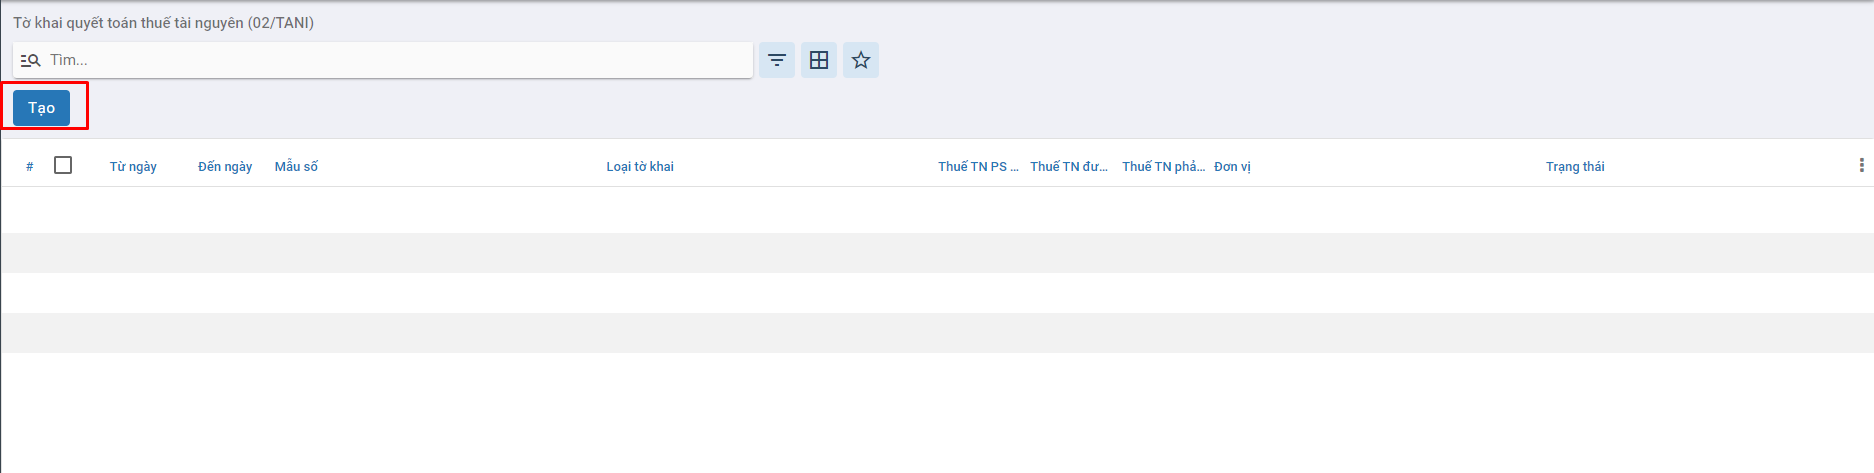 Tờ khai quyết toán thuế tài nguyên (02/TANI)
Tìm...
Tạo
# Từ ngày Đến ngày Mẫu số Loại tờ khai Thuế TN PS ... Thuế TN đư... Thuế TN phả... Đơn vị Trạng thái